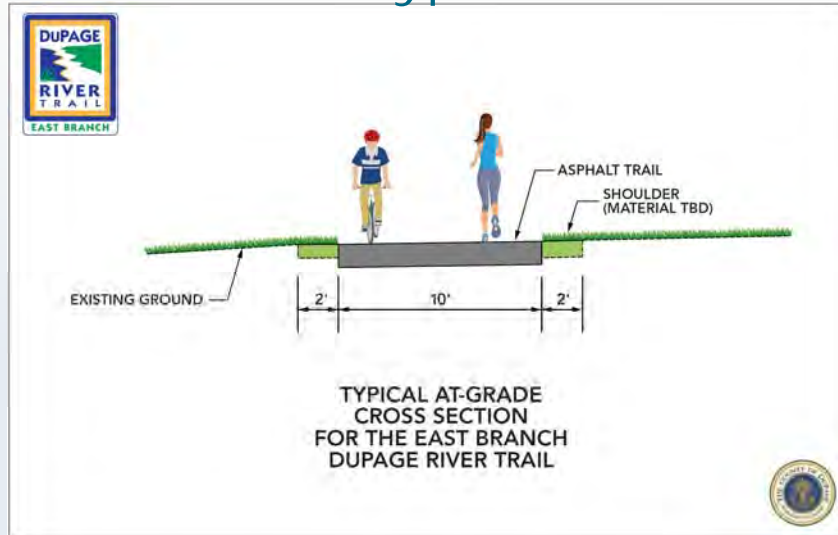 DUPAGE
RIVER
TRAIL
EAST BRANCH
ASPHALT TRAIL
SHOULDER
(MATERIAL TBD)
EXISTING GROUND
2' 10' 2'
TYPICAL AT-GRADE
CROSS SECTION
FOR THE EAST BRANCH
DUPAGE RIVER TRAIL